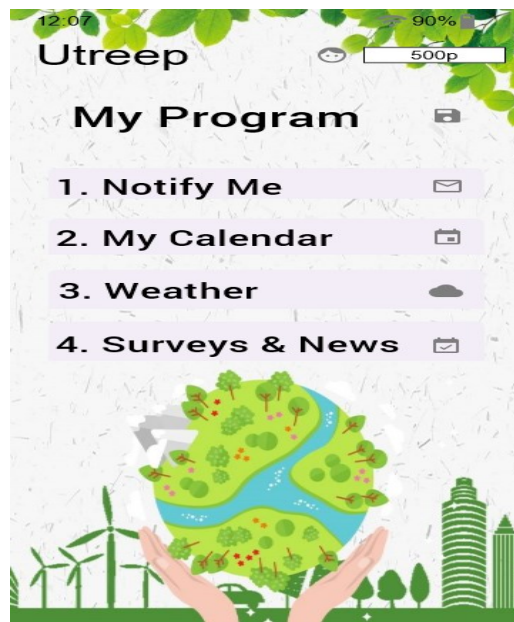 12:07 90%
Utreep 500p
My Program
1. Notify Me
2. My Calendar
3. Weather
4. Surveys & News